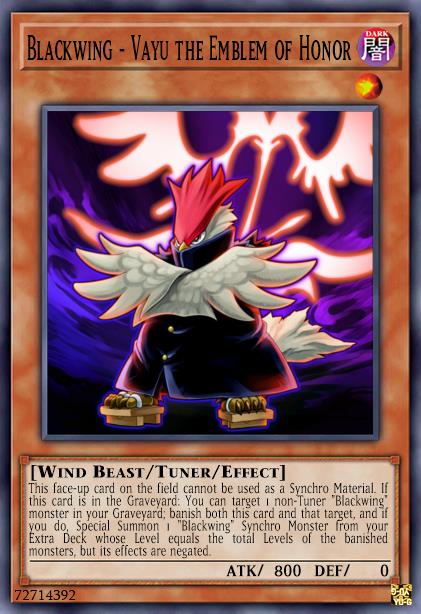 Blackwing - Vayu the Emblem of Honor
DARK
闇
[Wind Beast/Tuner/Effect]
This face-up card on the field cannot be used as a Synchro Material. If
this card is in the Graveyard: You can target 1 non-Tuner "Blackwing"
monster in your Graveyard; banish both this card and that target, and if
you do, Special Summon 1 "Blackwing" Synchro Monster from your
Extra Deck whose Level equals the total Levels of the banished
monsters, but its effects are negated.
ATK/ 800 DEF/ 0
72714392